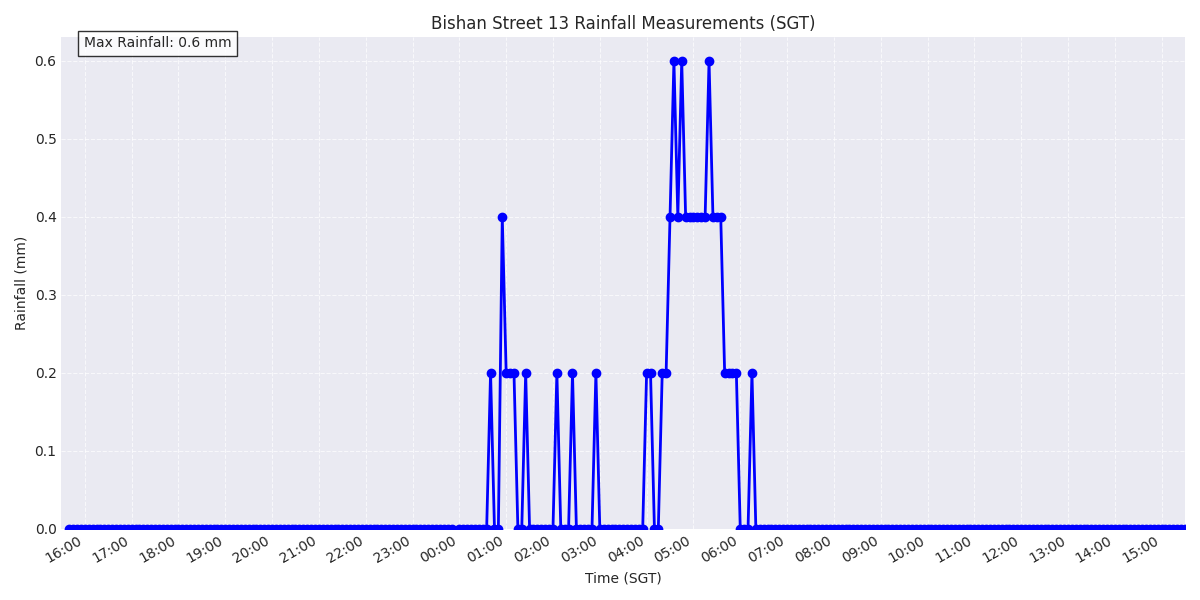 Bishan Street 13 Rainfall Measurements (SGT)
Max Rainfall: 0.6 mm
0.6
0.5
0.4
0.3
0.2
0.1
0.0
Rainfall (mm)
16:00 17:00 18:00 19:00 20:00 21:00 22:00 23:00 00:00 01:00 02:00 03:00 04:00 05:00 06:00 07:00 08:00 09:00 10:00 11:00 12:00 13:00 14:00 15:00
Time (SGT)